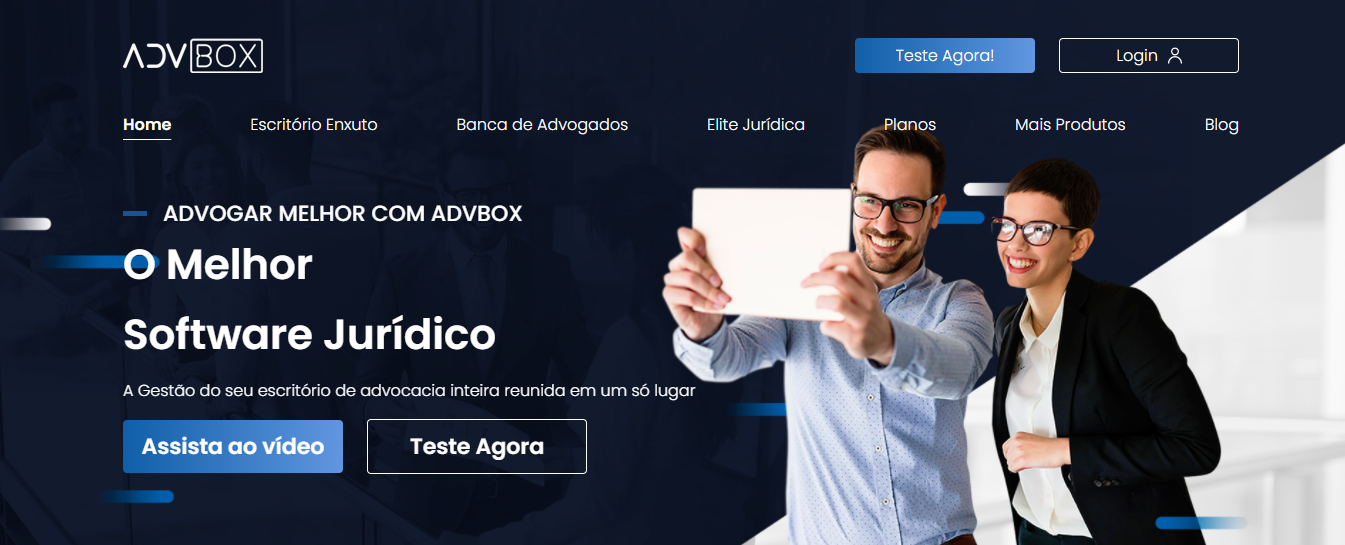 ADVBOX
Teste Agora!
Login
Home
Escritório Enxuto
Banca de Advogados
Elite Jurídica
Planos
Mais Produtos
Blog
ADVOGAR MELHOR COM ADVBOX
O Melhor
Software Jurídico
A Gestão do seu escritório de advocacia inteira reunida em um só lugar
Assista ao vídeo
Teste Agora